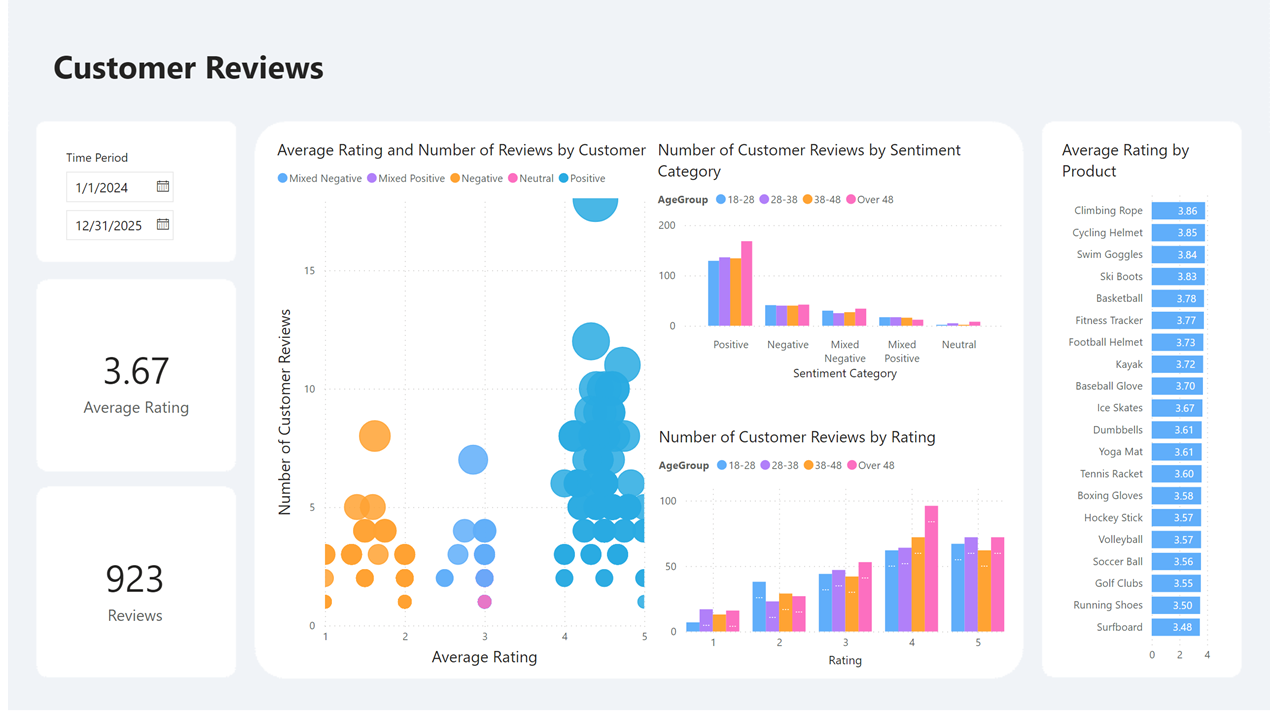 Customer Reviews
Time Period
1/1/2024
12/31/2025
3.67
Average Rating
923
Reviews
Average Rating and Number of Reviews by Customer
Mixed Negative Mixed Positive Negative Neutral Positive
Number of Customer Reviews
15
10
5
0
1 2 3 4 5
Average Rating
Number of Customer Reviews by Sentiment
Category
AgeGroup 18-28 28-38 38-48 Over 48
200
100
0
Positive Negative Mixed Negative Mixed Positive Neutral
Sentiment Category
Number of Customer Reviews by Rating
AgeGroup 18-28 28-38 38-48 Over 48
100
50
0
1 2 3 4 5
Rating
Average Rating by
Product
Climbing Rope 3.86
Cycling Helmet 3.85
Swim Goggles 3.84
Ski Boots 3.83
Basketball 3.78
Fitness Tracker 3.77
Football Helmet 3.73
Kayak 3.72
Baseball Glove 3.70
Ice Skates 3.67
Dumbbells 3.61
Yoga Mat 3.61
Tennis Racket 3.60
Boxing Gloves 3.58
Hockey Stick 3.57
Volleyball 3.57
Soccer Ball 3.56
Golf Clubs 3.55
Running Shoes 3.50
Surfboard 3.48
0 2 4